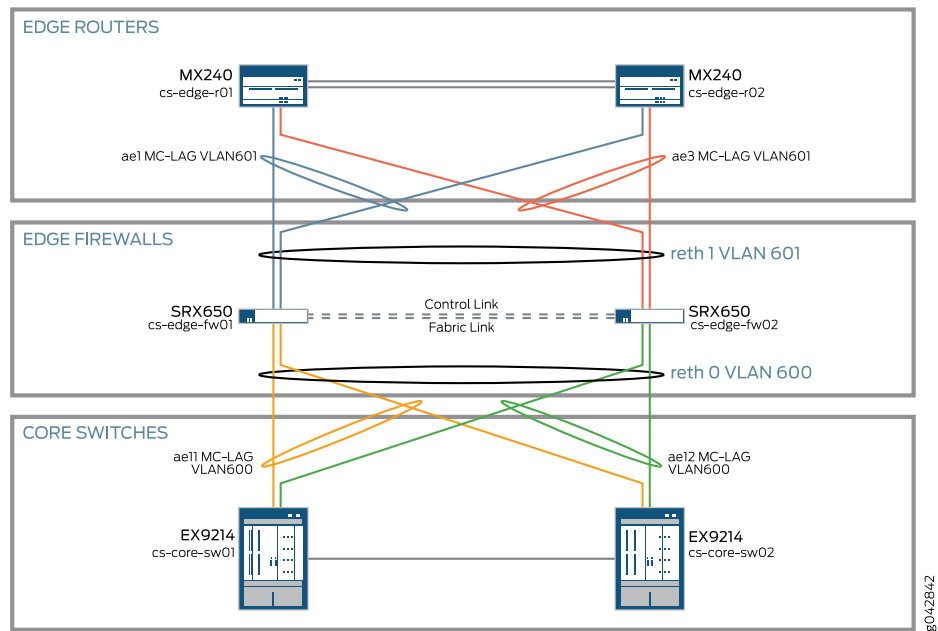 EDGE ROUTERS
MX240
cs-edge-r01
MX240
cs-edge-r02
ae1 MC-LAG VLAN601
ae3 MC-LAG VLAN601
EDGE FIREWALLS
reth 1 VLAN 601
SRX650
cs-edge-fw01
Control Link
Fabric Link
SRX650
cs-edge-fw02
reth 0 VLAN 600
CORE SWITCHES
ae11 MC-LAG
VLAN600
ae12 MC-LAG
VLAN600
EX9214
cs-core-sw01
EX9214
cs-core-sw02
g042842